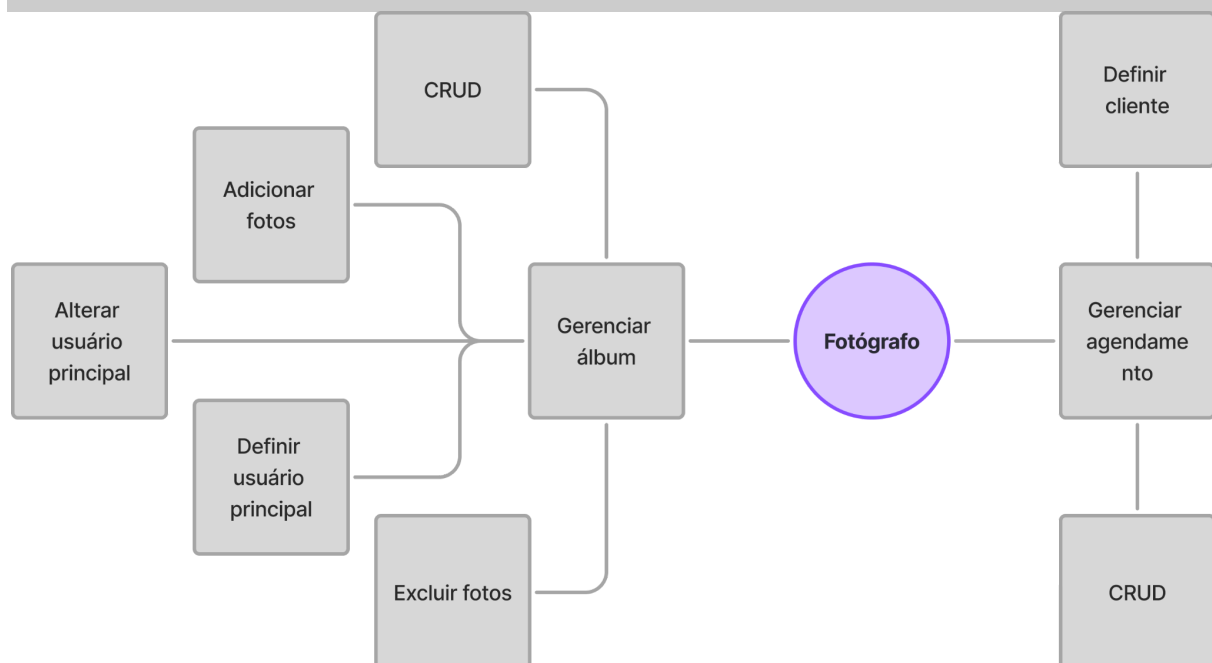 CRUD
Definir
cliente
Adicionar
fotos
Alterar
usuário
principal
Gerenciar
álbum
Fotógrafo
Gerenciar
agendame
nto
Definir
usuário
principal
Excluir fotos
CRUD